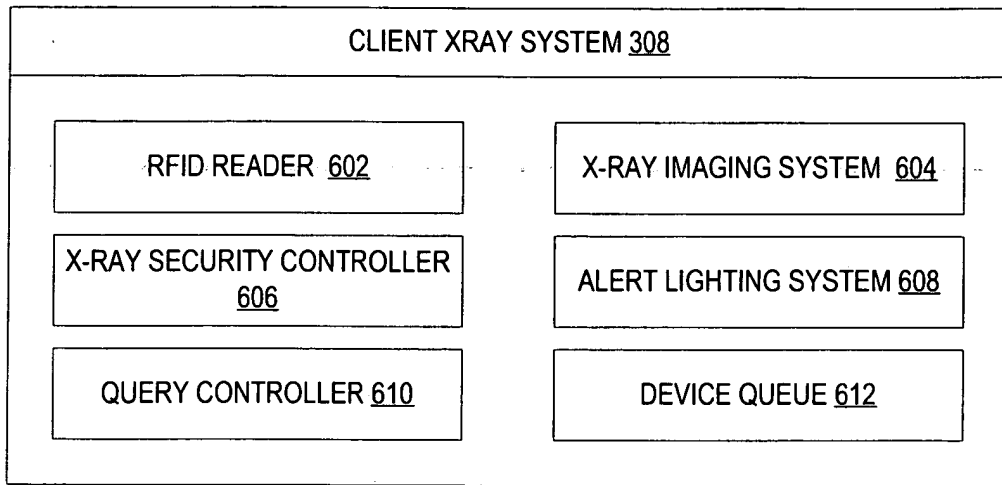 CLIENT XRAY SYSTEM 308
RFID READER 602
X-RAY IMAGING SYSTEM 604
X-RAY SECURITY CONTROLLER
606
ALERT LIGHTING SYSTEM 608
QUERY CONTROLLER 610
DEVICE QUEUE 612